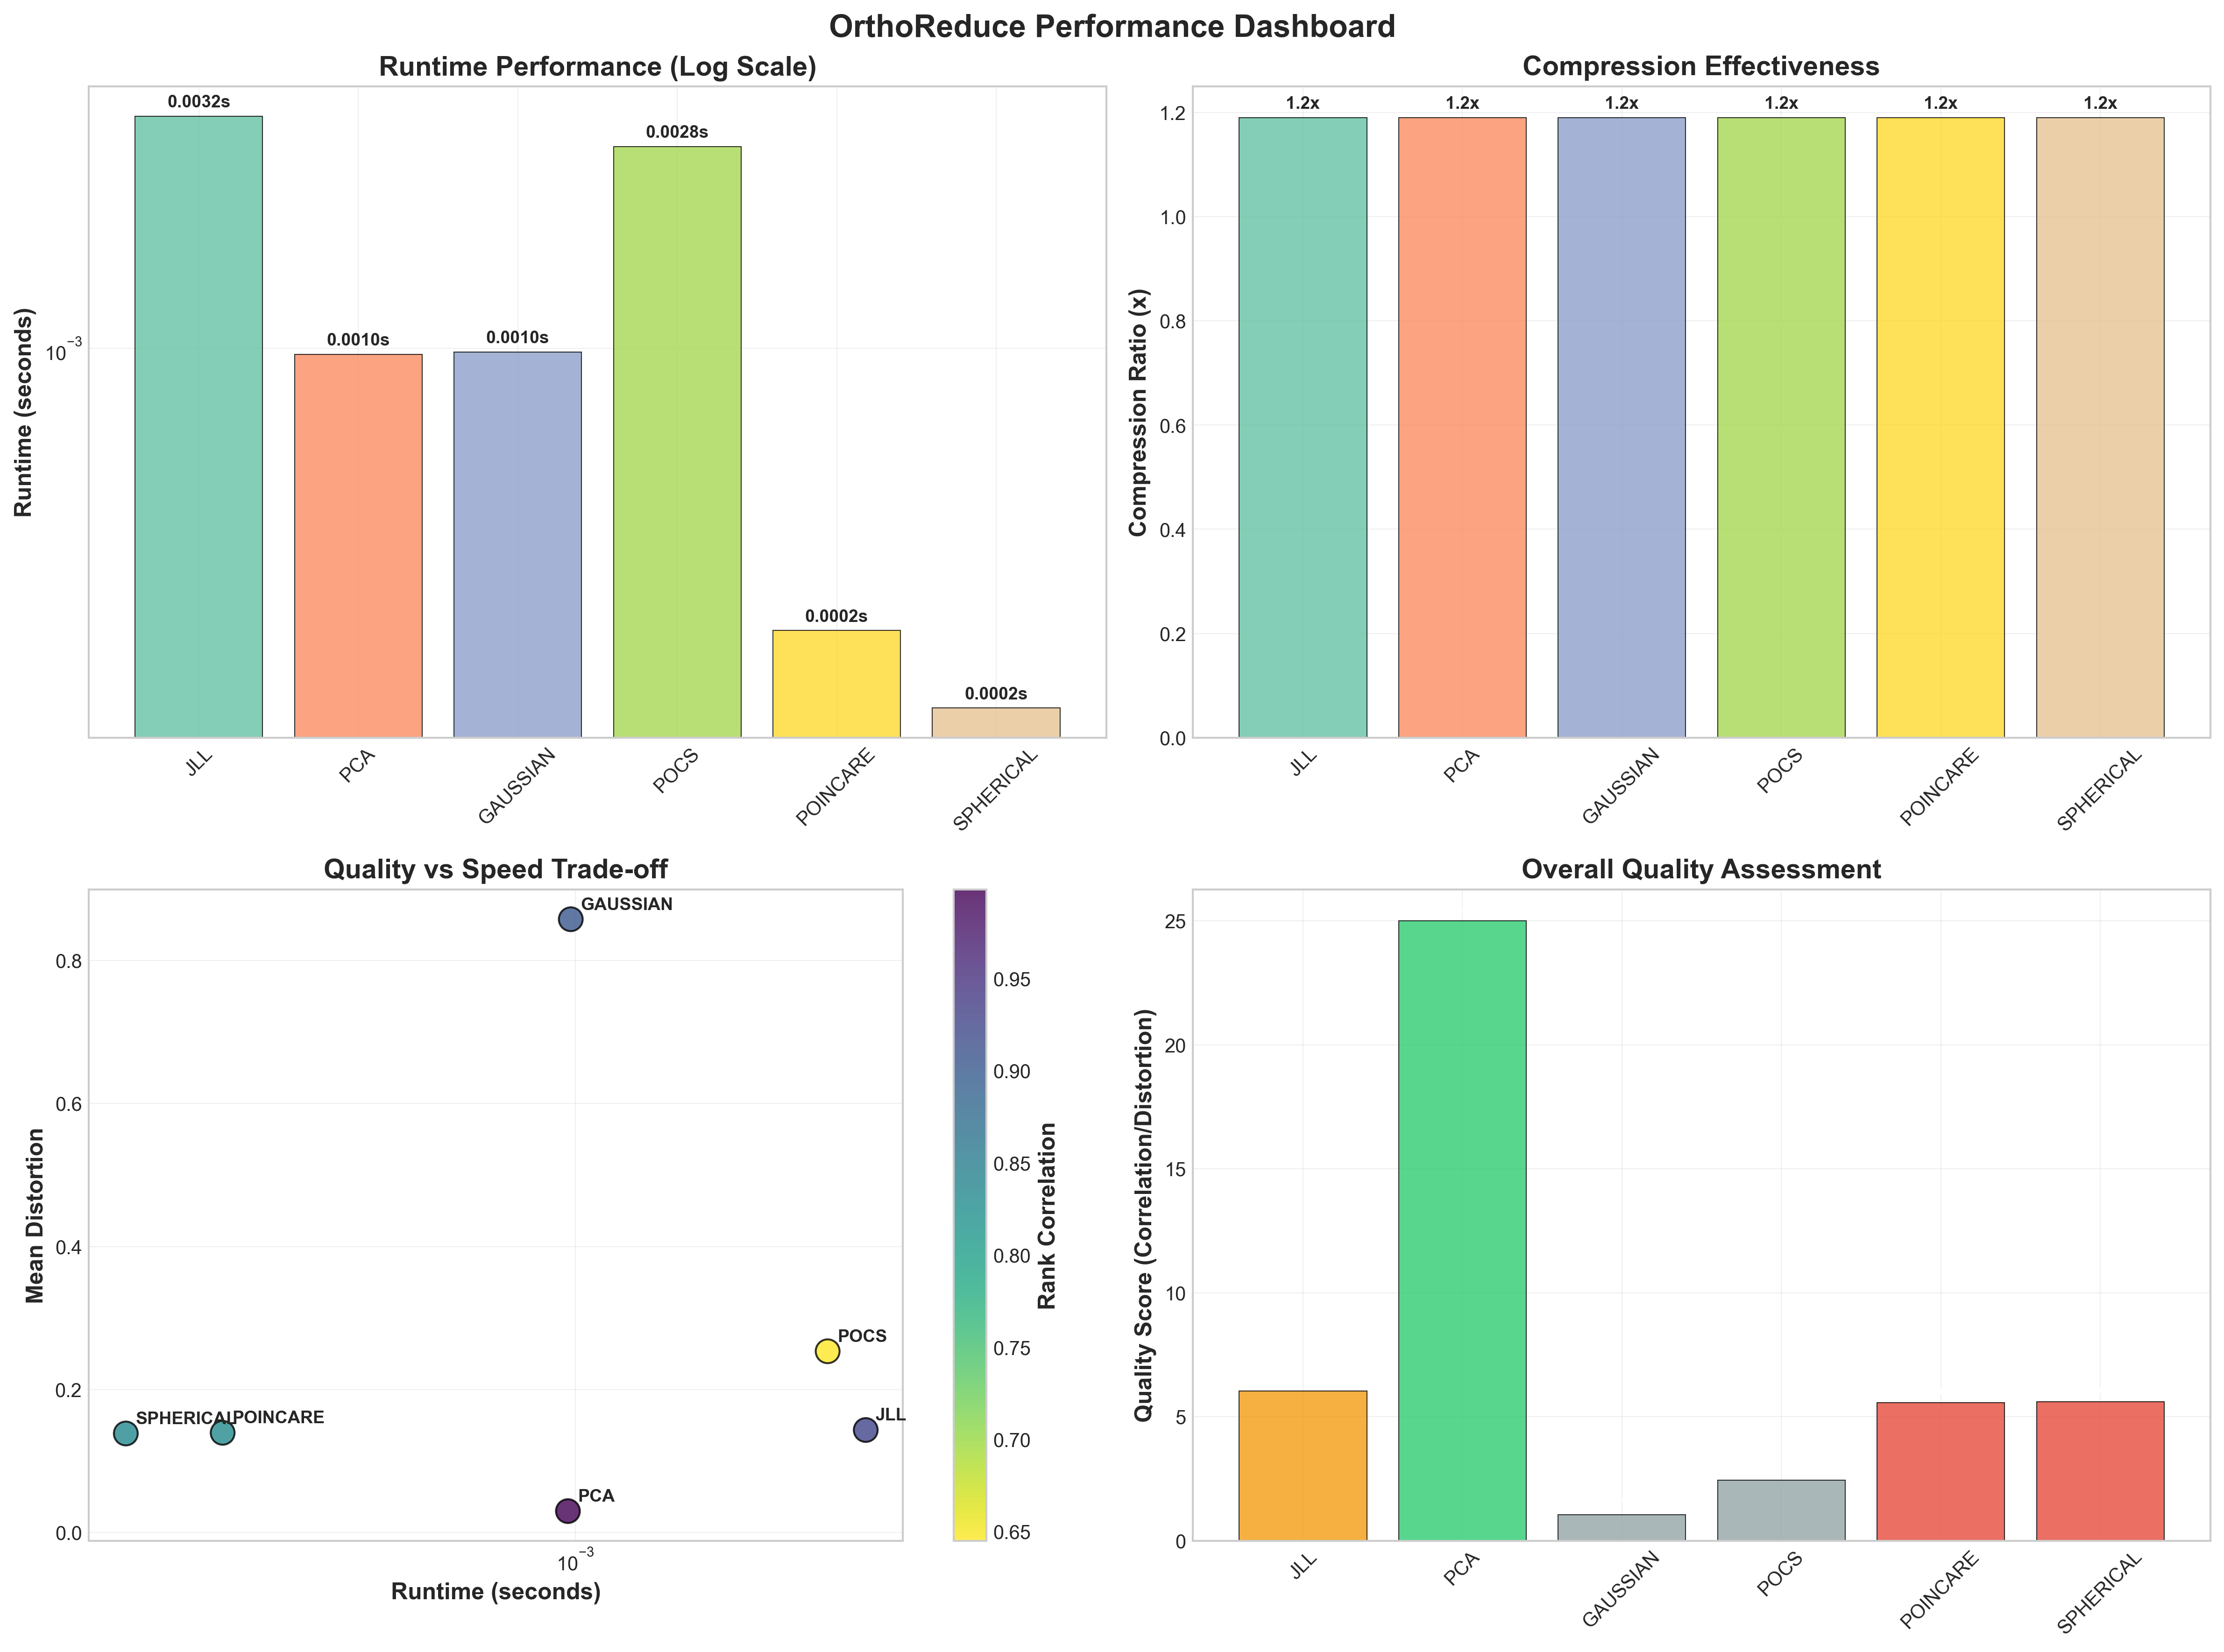 OrthoReduce Performance Dashboard
Runtime Performance (Log Scale)
0.0032s
0.0010s
0.0010s
0.0028s
0.0002s
0.0002s
10⁻³
Runtime (seconds)
JLL
PCA
GAUSSIAN
POCS
POINCARE
SPHERICAL
Compression Effectiveness
1.2x
1.2x
1.2x
1.2x
1.2x
1.2x
1.2
1.0
0.8
0.6
0.4
0.2
0.0
Compression Ratio (x)
JLL
PCA
GAUSSIAN
POCS
POINCARE
SPHERICAL
Quality vs Speed Trade-off
GAUSSIAN
POCS
SPHERICAL
POINCARE
JLL
PCA
0.8
0.6
0.4
0.2
0.0
Mean Distortion
10⁻³
Runtime (seconds)
0.95
0.90
0.85
0.80
0.75
0.70
0.65
Rank Correlation
Overall Quality Assessment
25
20
15
10
5
0
Quality Score (Correlation/Distortion)
JLL
PCA
GAUSSIAN
POCS
POINCARE
SPHERICAL